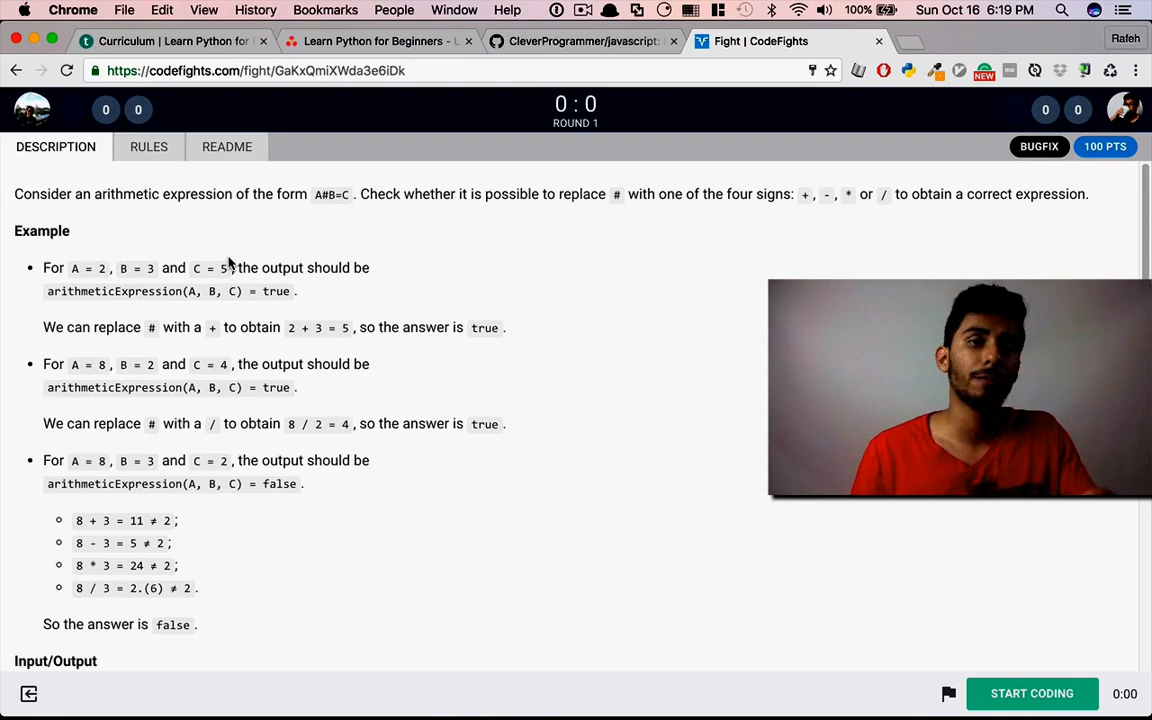 Chrome File Edit View History Bookmarks People Window Help 100% Sun Oct 16 6:19 PM
Curriculum | Learn Python for B
Learn Python for Beginners - L
CleverProgrammer/javascript:
Fight | CodeFights
Rafeh
https://codefights.com/fight/GaKxQmiXWda3e6iDk
NEW
0 0 0 : 0 0 0
ROUND 1
DESCRIPTION RULES README BUGFIX 100 PTS
Consider an arithmetic expression of the form A#B=C. Check whether it is possible to replace # with one of the four signs: +, -, * or / to obtain a correct expression.
Example
• For A = 2, B = 3 and C = 5, the output should be
arithmeticExpression(A, B, C) = true.
We can replace # with a + to obtain 2 + 3 = 5, so the answer is true.
• For A = 8, B = 2 and C = 4, the output should be
arithmeticExpression(A, B, C) = true.
We can replace # with a / to obtain 8 / 2 = 4, so the answer is true.
• For A = 8, B = 3 and C = 2, the output should be
arithmeticExpression(A, B, C) = false.
8 + 3 = 11 ≠ 2;
8 - 3 = 5 ≠ 2;
8 * 3 = 24 ≠ 2;
8 / 3 = 2.(6) ≠ 2.
So the answer is false.
Input/Output
START CODING 0:00